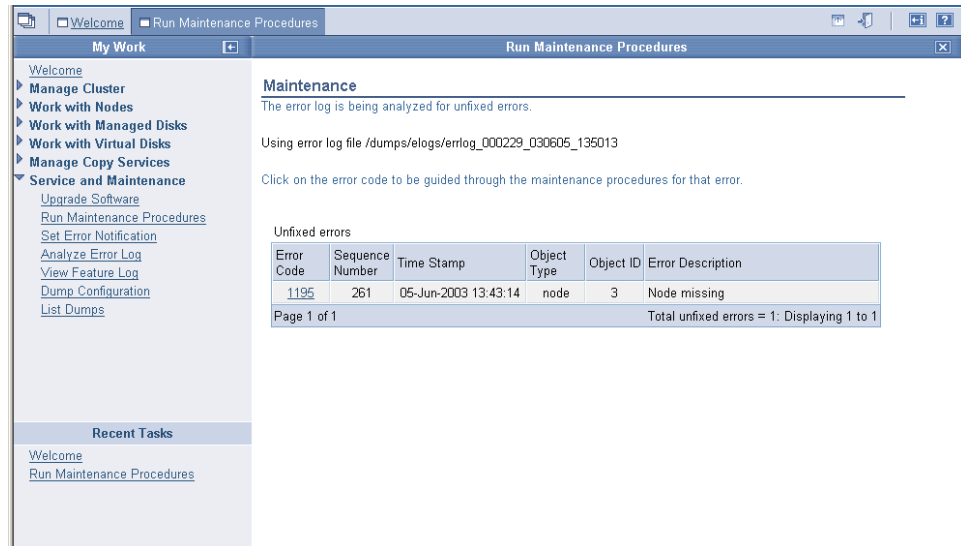 Welcome
Run Maintenance Procedures
My Work
Run Maintenance Procedures
Welcome
Manage Cluster
Work with Nodes
Work with Managed Disks
Work with Virtual Disks
Manage Copy Services
Service and Maintenance
Upgrade Software
Run Maintenance Procedures
Set Error Notification
Analyze Error Log
View Feature Log
Dump Configuration
List Dumps
Recent Tasks
Welcome
Run Maintenance Procedures
Maintenance
The error log is being analyzed for unfixed errors.
Using error log file /dumps/elogs/errlog_000229_030605_135013
Click on the error code to be guided through the maintenance procedures for that error.
Unfixed errors
Error Code Sequence Number Time Stamp Object Type Object ID Error Description
1195 261 05-Jun-2003 13:43:14 node 3 Node missing
Page 1 of 1 Total unfixed errors = 1: Displaying 1 to 1